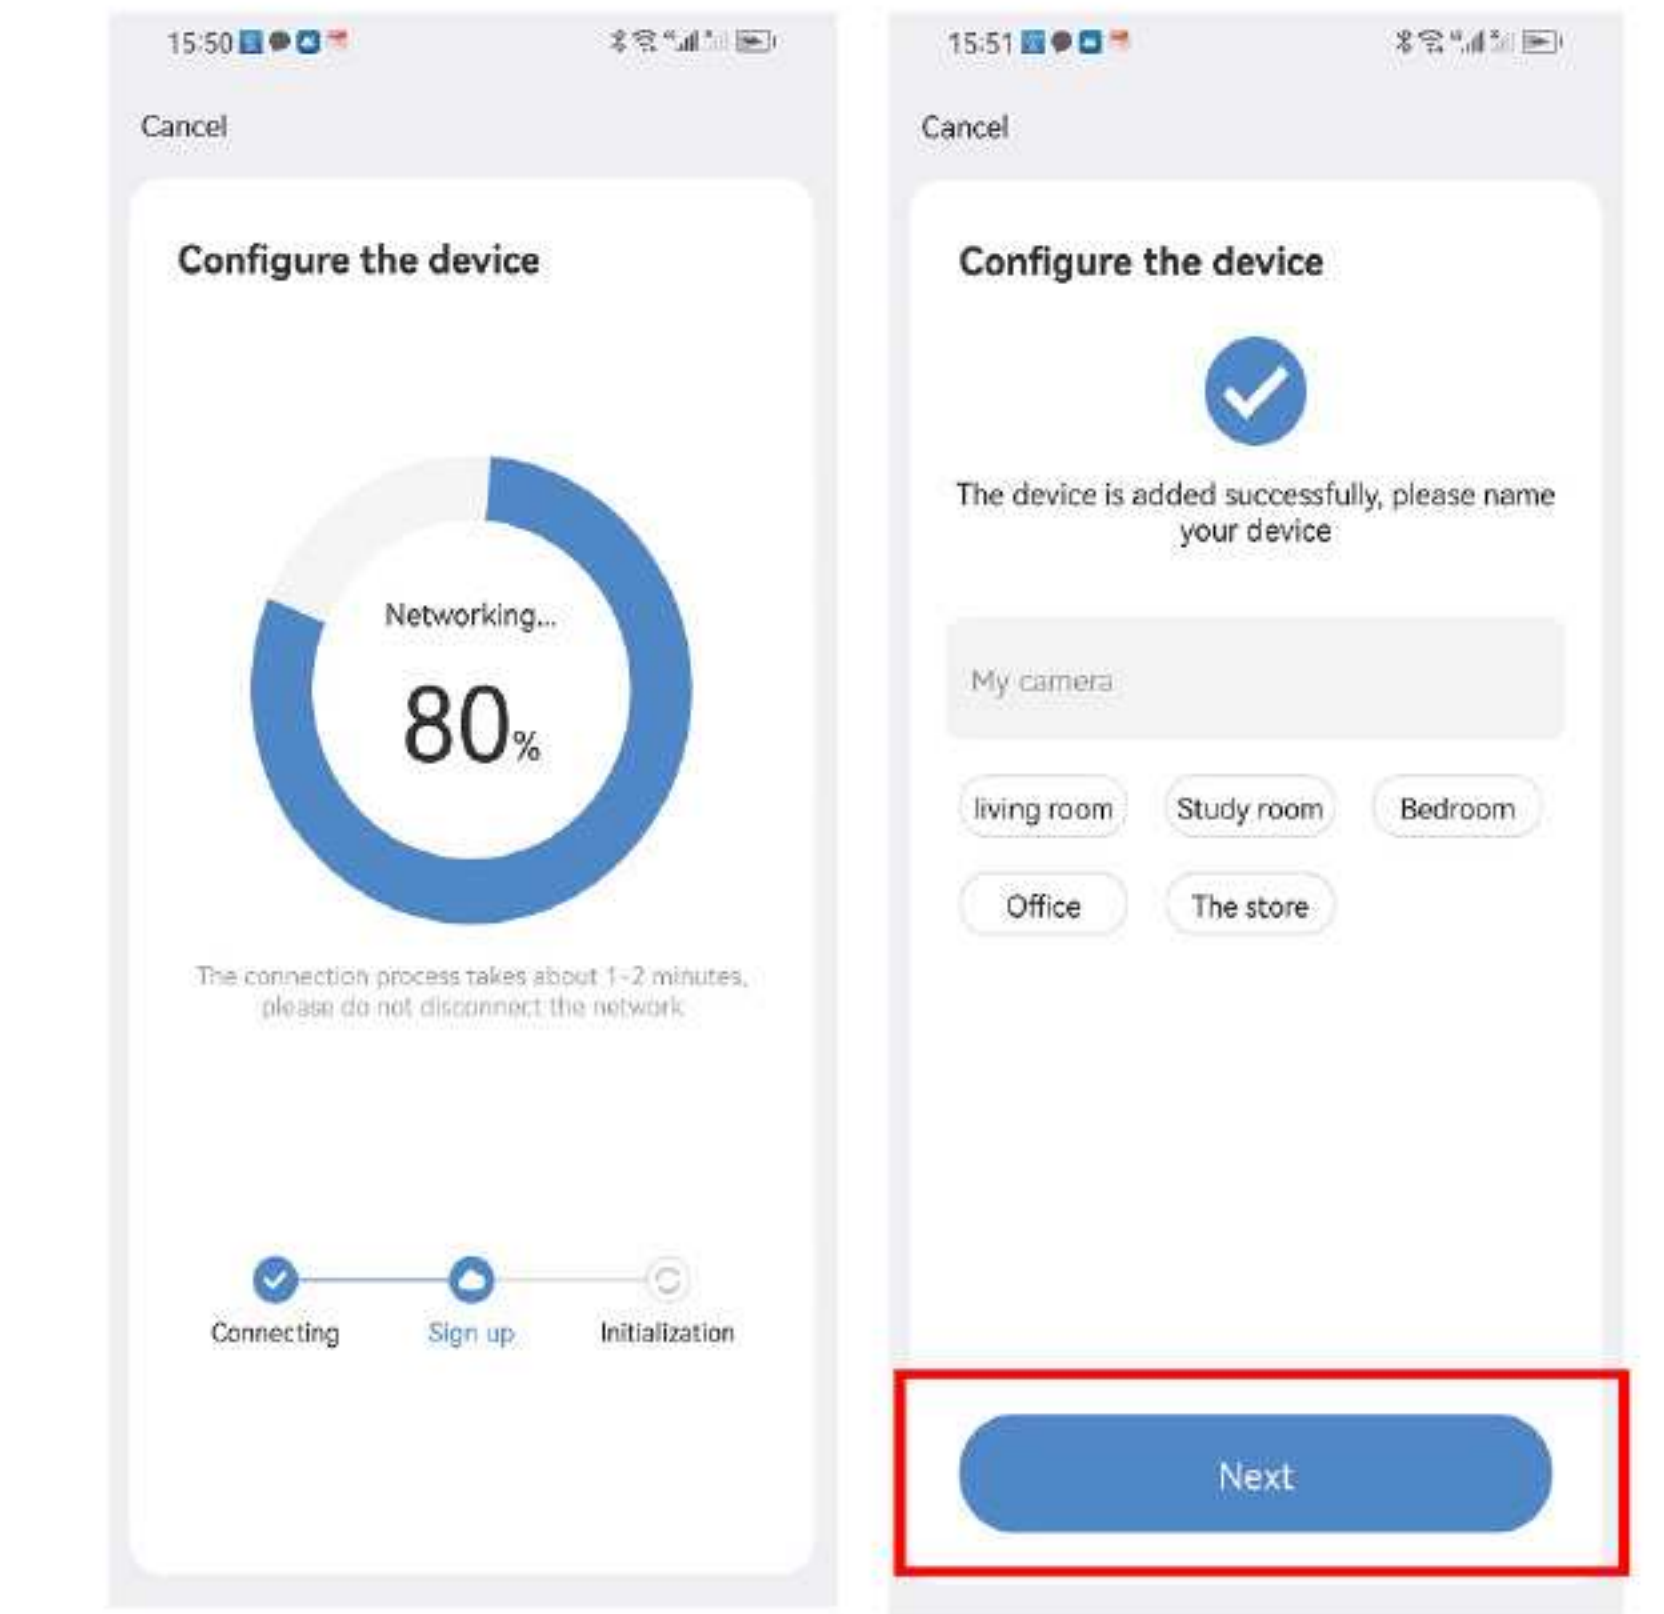 15:50
Cancel
Configure the device
Networking...
80%
The connection process takes about 1-2 minutes,
please do not disconnect the network
Connecting
Sign up
Initialization
15:51
Cancel
Configure the device
The device is added successfully, please name
your device
My camera
living room
Study room
Bedroom
Office
The store
Next